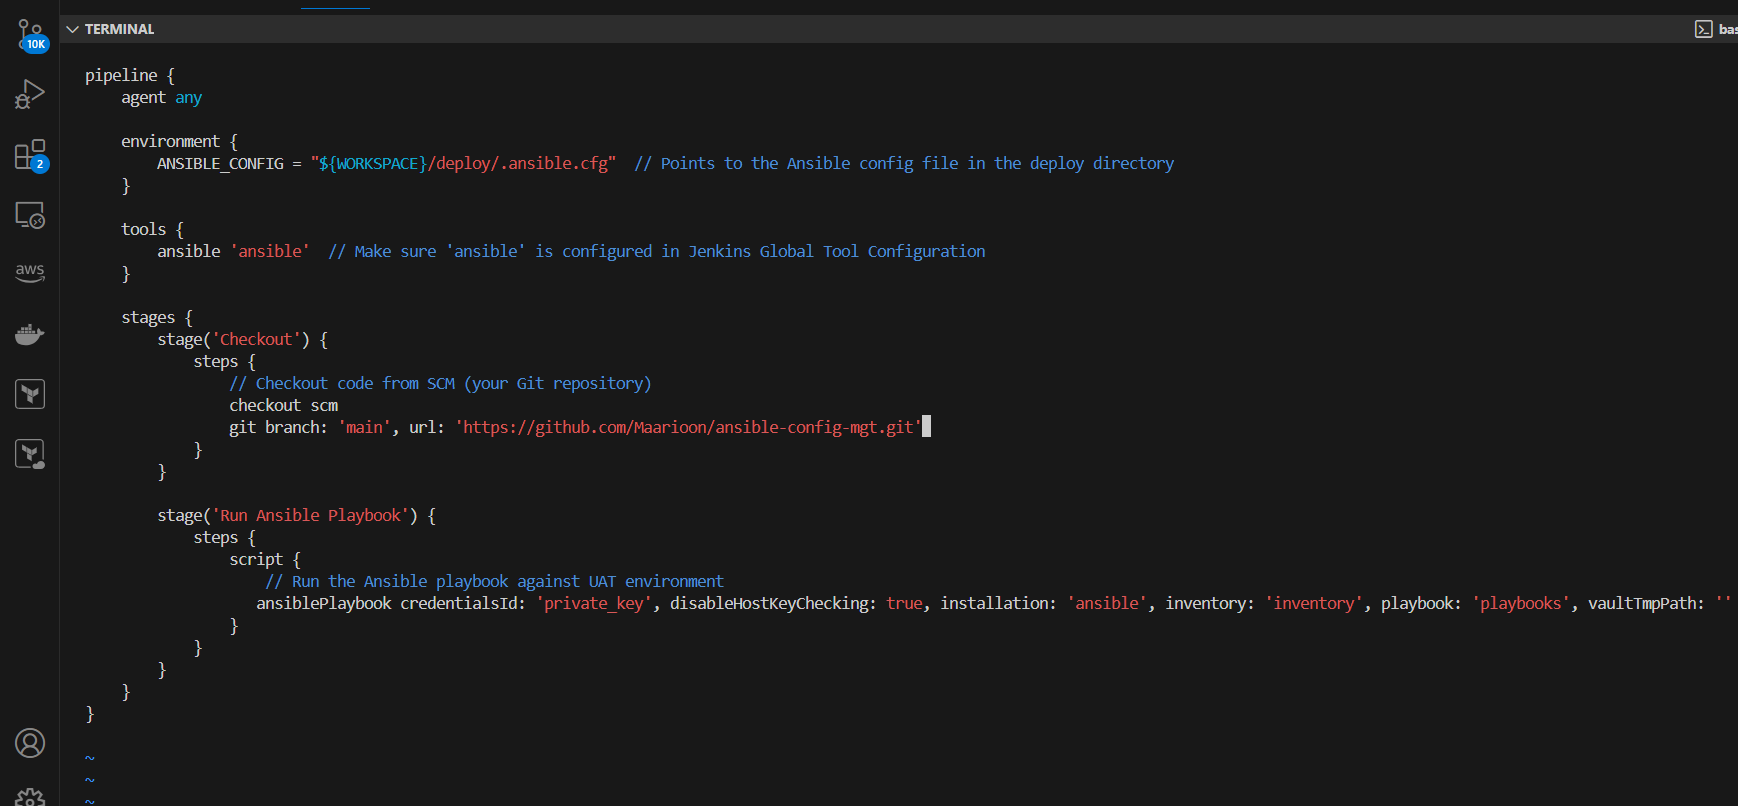 10K
TERMINAL
bas
pipeline {
    agent any
    environment {
        ANSIBLE_CONFIG = "${WORKSPACE}/deploy/.ansible.cfg"  // Points to the Ansible config file in the deploy directory
    }
    tools {
        ansible 'ansible'  // Make sure 'ansible' is configured in Jenkins Global Tool Configuration
    }
    stages {
        stage('Checkout') {
            steps {
                // Checkout code from SCM (your Git repository)
                checkout scm
                git branch: 'main', url: 'https://github.com/Maarioon/ansible-config-mgt.git'
            }
        }
        stage('Run Ansible Playbook') {
            steps {
                script {
                    // Run the Ansible playbook against UAT environment
                   ansiblePlaybook credentialsId: 'private_key', disableHostKeyChecking: true, installation: 'ansible', inventory: 'inventory', playbook: 'playbooks', vaultTmpPath: ''
                }
            }
        }
    }
}
~
~
~
2
aws